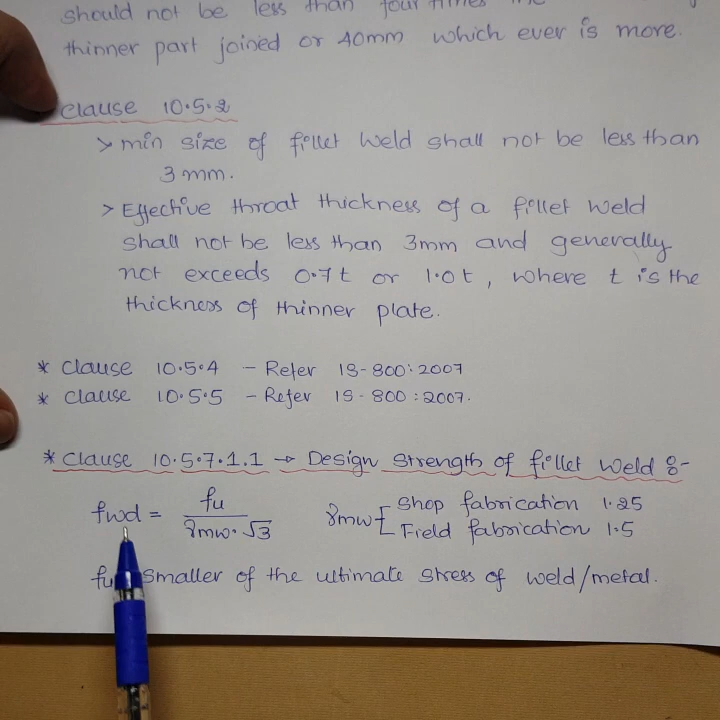 should not be less than four times the
thinner part joined or 40mm which ever is more.
Clause 10.5.2
> min size of fillet weld shall not be less than
3mm.
> Effective throat thickness of a fillet weld
shall not be less than 3mm and generally
not exceeds 0.7t or 1.0t, where t is the
thickness of thinner plate.
* Clause 10.5.4 - Refer IS-800:2007
* Clause 10.5.5 - Refer IS-800:2007.
* Clause 10.5.7.1.1 → Design strength of fillet weld :-
fwd = fu / γmw.√3
γmw [ Shop fabrication 1.25
Field fabrication 1.5
fu Smaller of the ultimate stress of weld/metal.